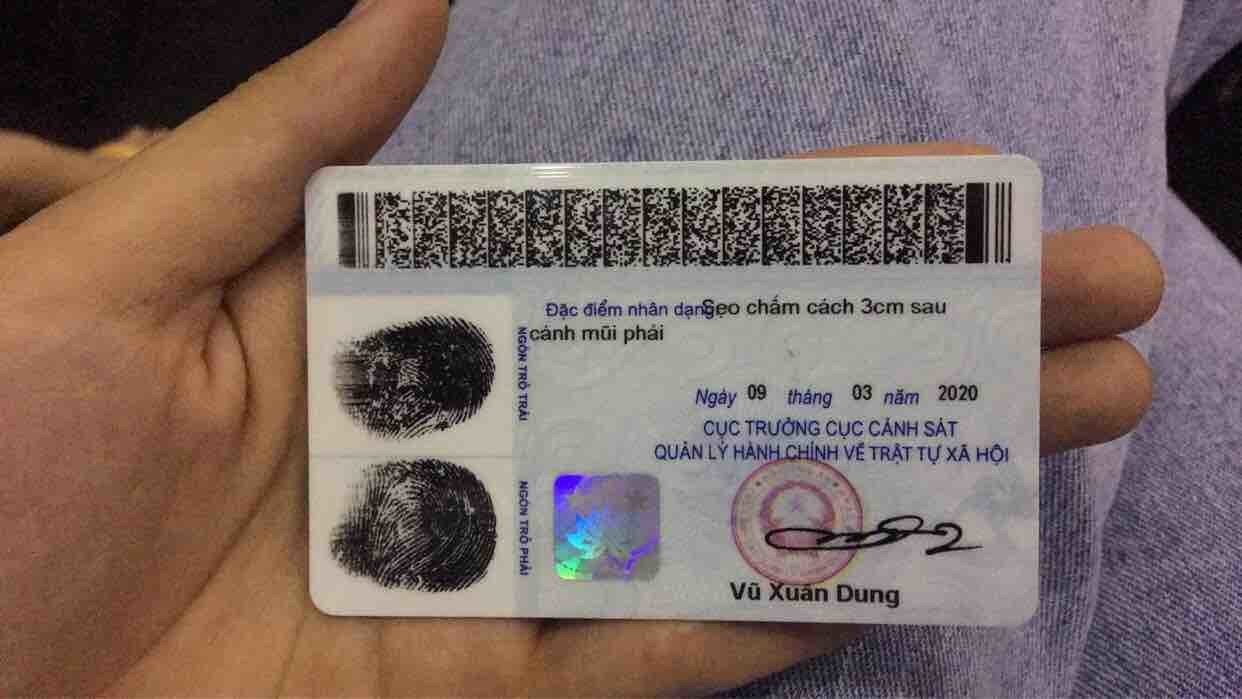 Đặc điểm nhân dạng Sẹo chấm cách 3cm sau
cánh mũi phải
NGÓN TRỎ TRÁI
Ngày 09 tháng 03 năm 2020
CỤC TRƯỞNG CỤC CẢNH SÁT
QUẢN LÝ HÀNH CHÍNH VỀ TRẬT TỰ XÃ HỘI
NGÓN TRỎ PHẢI
Vũ Xuân Dung